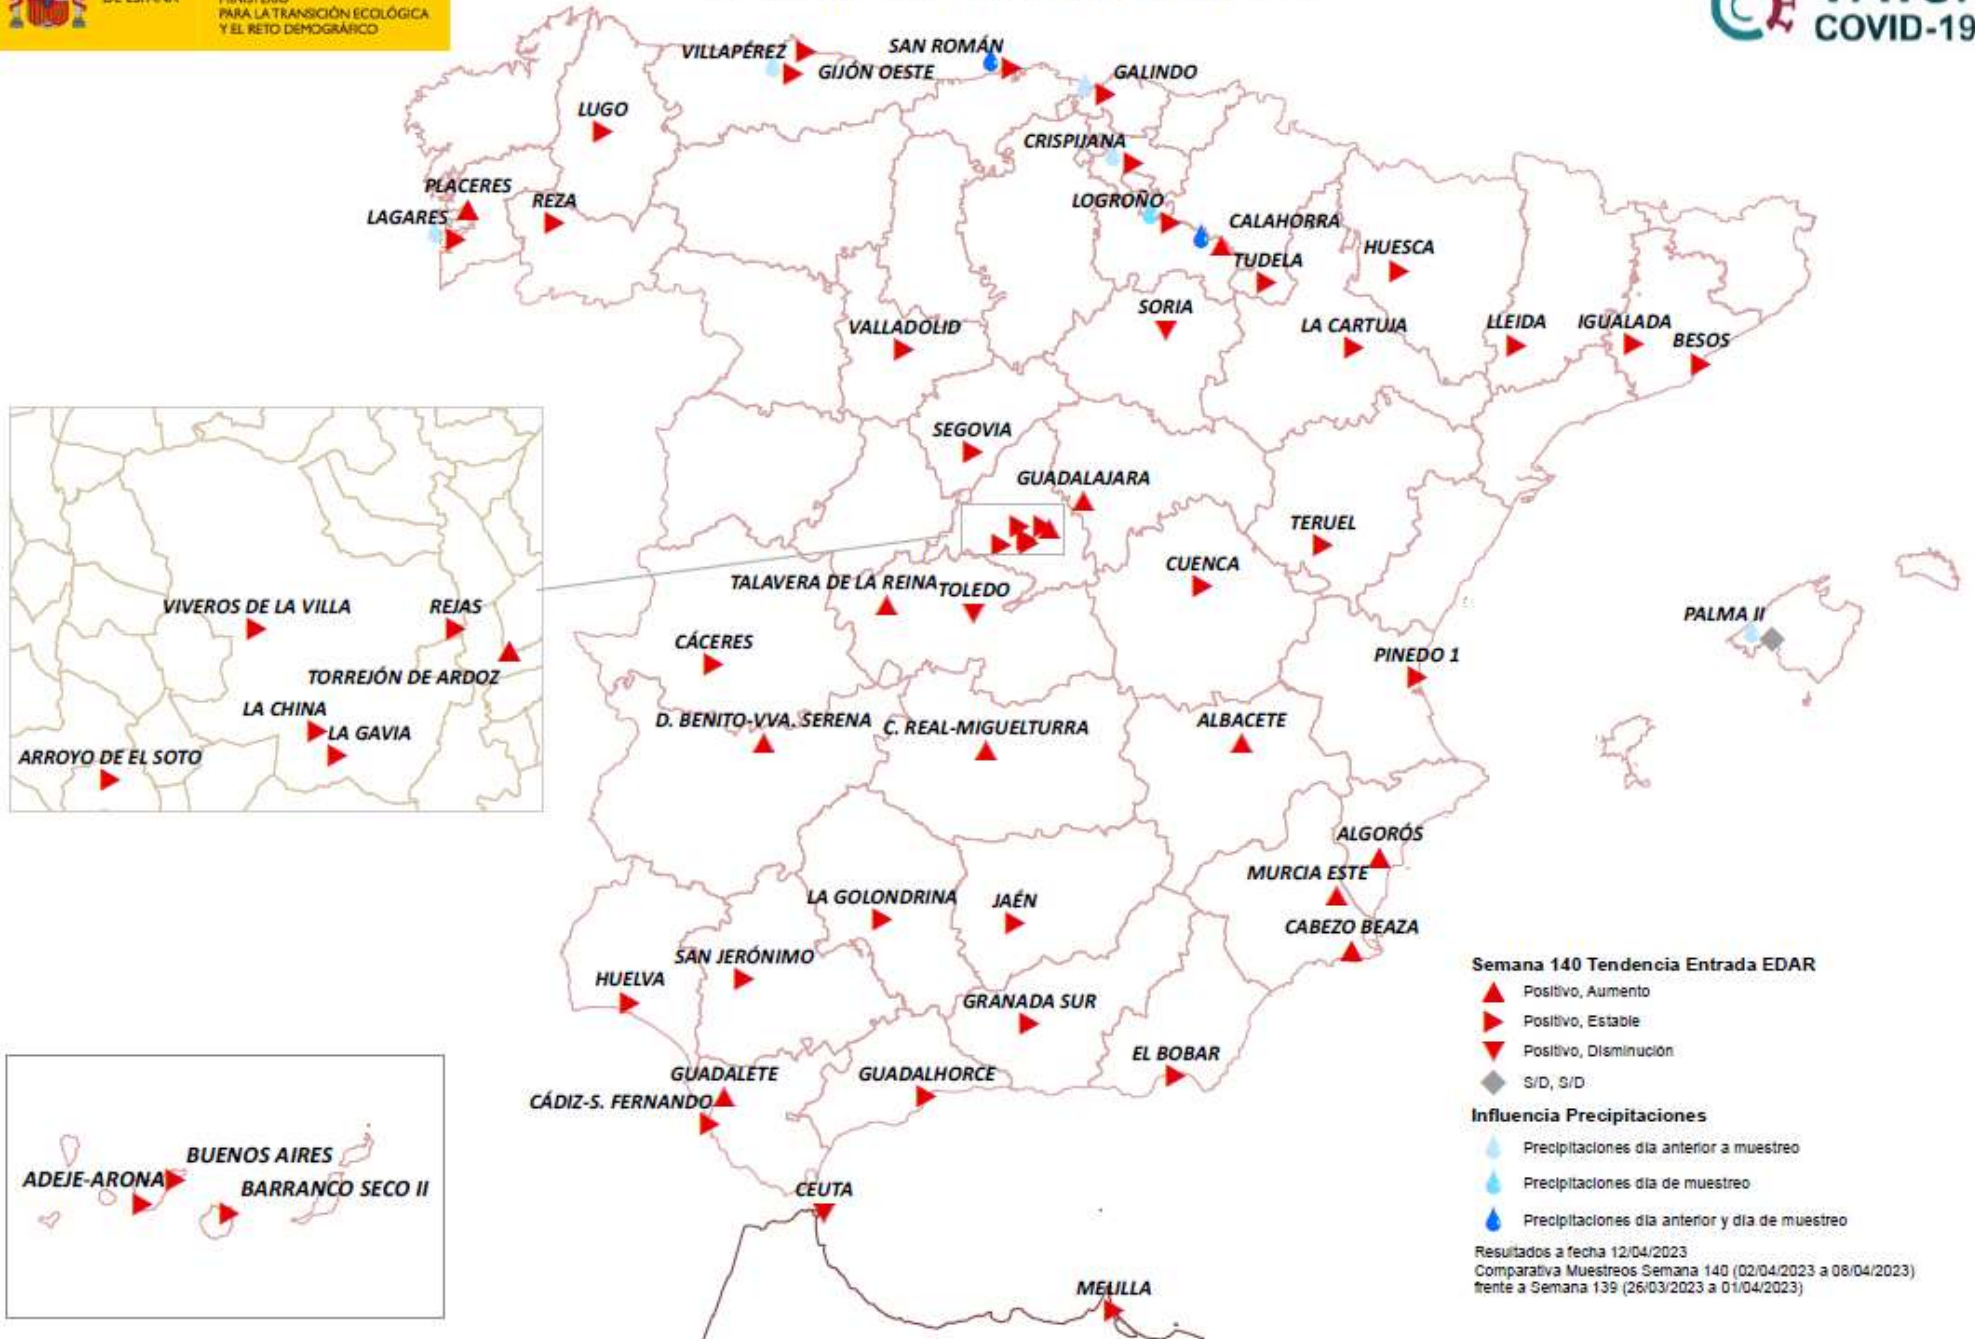 PARA LA TRANSICIÓN ECOLÓGICA
Y EL RETO DEMOGRÁFICO
COVID-19
VILLAPÉREZ
SAN ROMÁN
GIJÓN OESTE
GALINDO
LUGO
CRISPIJANA
PLACERES
REZA
LOGROÑO
LAGARES
CALAHORRA
HUESCA
TUDELA
SORIA
VALLADOLID
LA CARTUJA
LLEIDA
IGUALADA
BESOS
SEGOVIA
GUADALAJARA
TERUEL
CUENCA
TALAVERA DE LA REINA
TOLEDO
VIVEROS DE LA VILLA
REJAS
PALMA II
CÁCERES
PINEDO 1
TORREJÓN DE ARDOZ
LA CHINA
D. BENITO-VVA. SERENA
C. REAL-MIGUELTURRA
ALBACETE
LA GAVIA
ARROYO DE EL SOTO
ALGORÓS
MURCIA ESTE
LA GOLONDRINA
JAÉN
CABEZO BEAZA
SAN JERÓNIMO
HUELVA
GRANADA SUR
EL BOBAR
GUADALETE
GUADALHORCE
CÁDIZ-S. FERNANDO
BUENOS AIRES
ADEJE-ARONA
BARRANCO SECO II
CEUTA
MELILLA
Semana 140 Tendencia Entrada EDAR
Positivo, Aumento
Positivo, Estable
Positivo, Disminución
S/D, S/D
Influencia Precipitaciones
Precipitaciones día anterior a muestreo
Precipitaciones día de muestreo
Precipitaciones día anterior y día de muestreo
Resultados a fecha 12/04/2023
Comparativa Muestreos Semana 140 (02/04/2023 a 08/04/2023)
frente a Semana 139 (26/03/2023 a 01/04/2023)